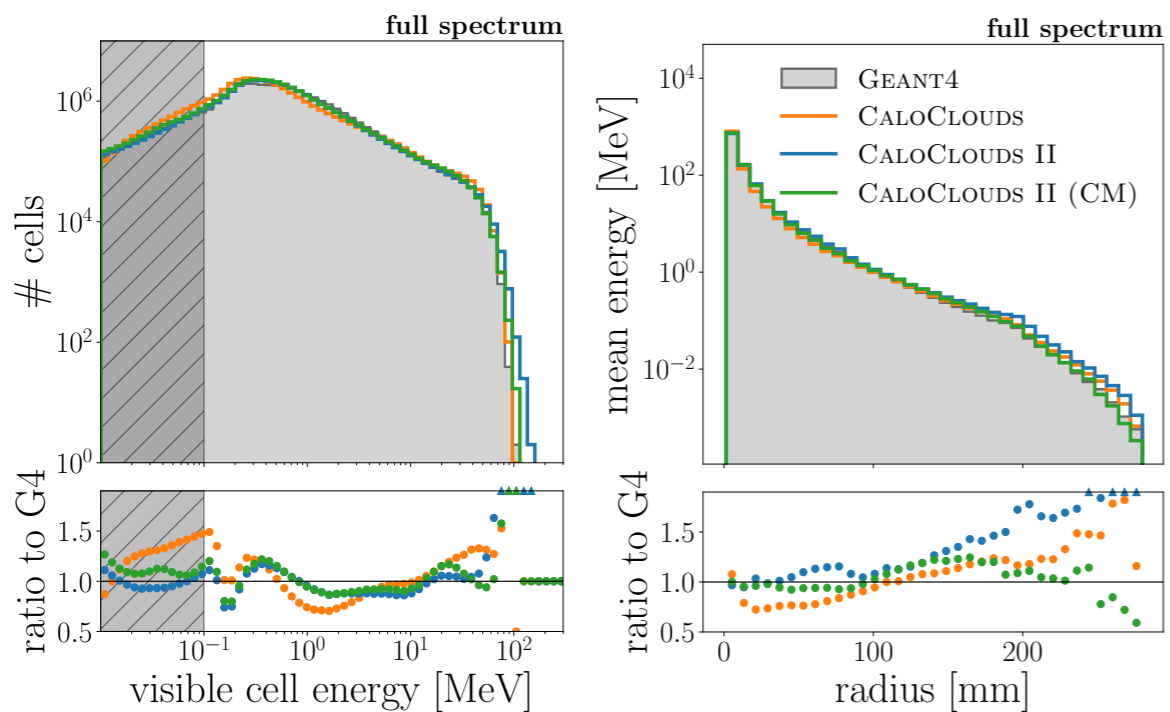 full spectrum
# cells
10^6
10^4
10^2
10^0
ratio to G4
1.5
1.0
0.5
10^−1
10^0
10^1
10^2
visible cell energy [MeV]
full spectrum
GEANT4
CALOCLOUDS
CALOCLOUDS II
CALOCLOUDS II (CM)
mean energy [MeV]
10^4
10^2
10^0
10^−2
ratio to G4
1.5
1.0
0.5
0
100
200
radius [mm]